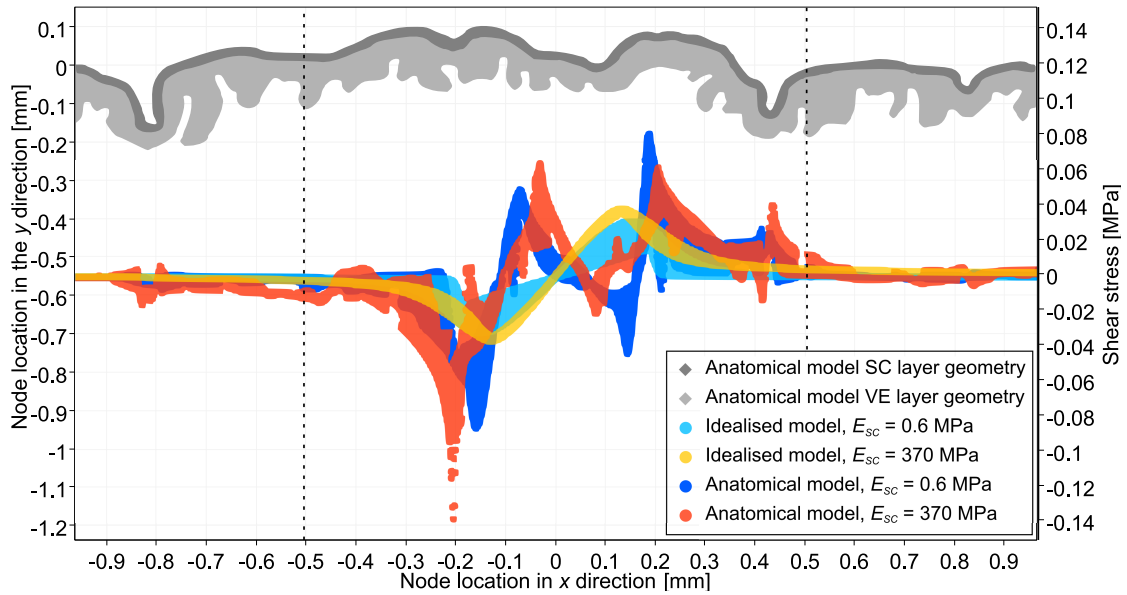 0.1
0
-0.1
-0.2
-0.3
-0.4
-0.5
-0.6
-0.7
-0.8
-0.9
-1
-1.1
-1.2
Node location in the y direction [mm]
0.14
0.12
0.1
0.08
0.06
0.04
0.02
0
-0.02
-0.04
-0.06
-0.08
-0.1
-0.12
-0.14
Shear stress [MPa]
Anatomical model SC layer geometry
Anatomical model VE layer geometry
Idealised model, ESC = 0.6 MPa
Idealised model, ESC = 370 MPa
Anatomical model, ESC = 0.6 MPa
Anatomical model, ESC = 370 MPa
-0.9 -0.8 -0.7 -0.6 -0.5 -0.4 -0.3 -0.2 -0.1 0 0.1 0.2 0.3 0.4 0.5 0.6 0.7 0.8 0.9
Node location in x direction [mm]